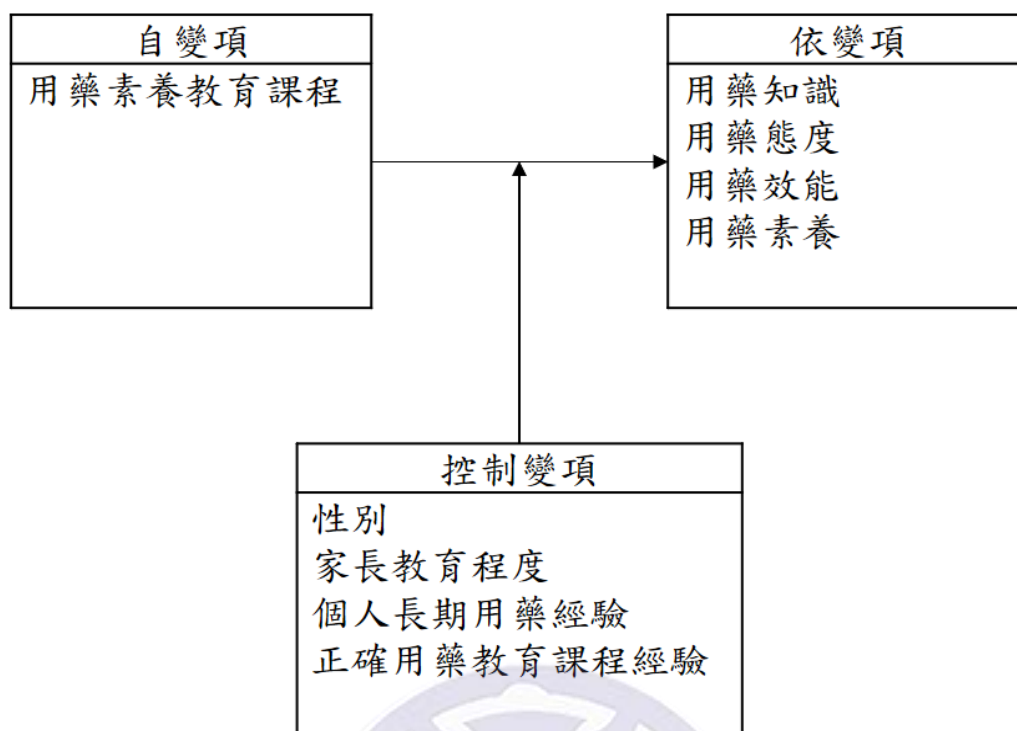 自變項
用藥素養教育課程
依變項
用藥知識
用藥態度
用藥效能
用藥素養
控制變項
性別
家長教育程度
個人長期用藥經驗
正確用藥教育課程經驗